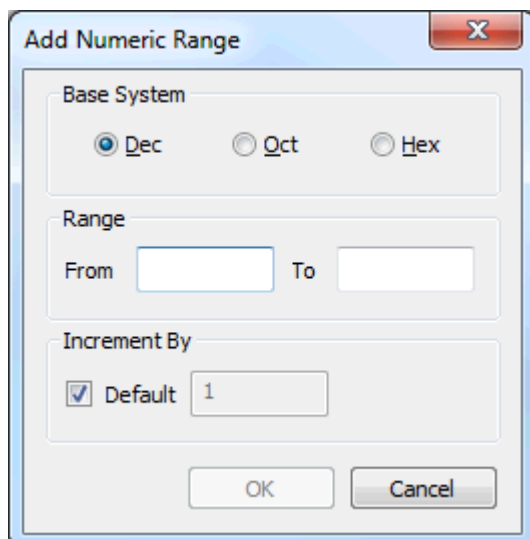 Add Numeric Range
Base System
Dec Oct Hex
Range
From To
Increment By
Default 1
OK Cancel